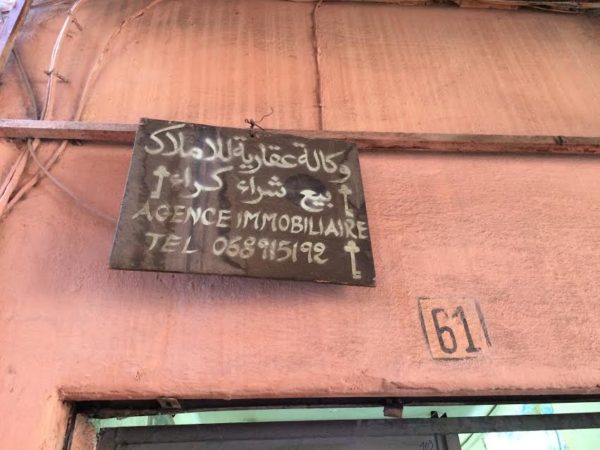 وكالة عقارية للاملاك
بيع شراء كراء
AGENCE IMMOBILIAIRE
TEL 068915192
61